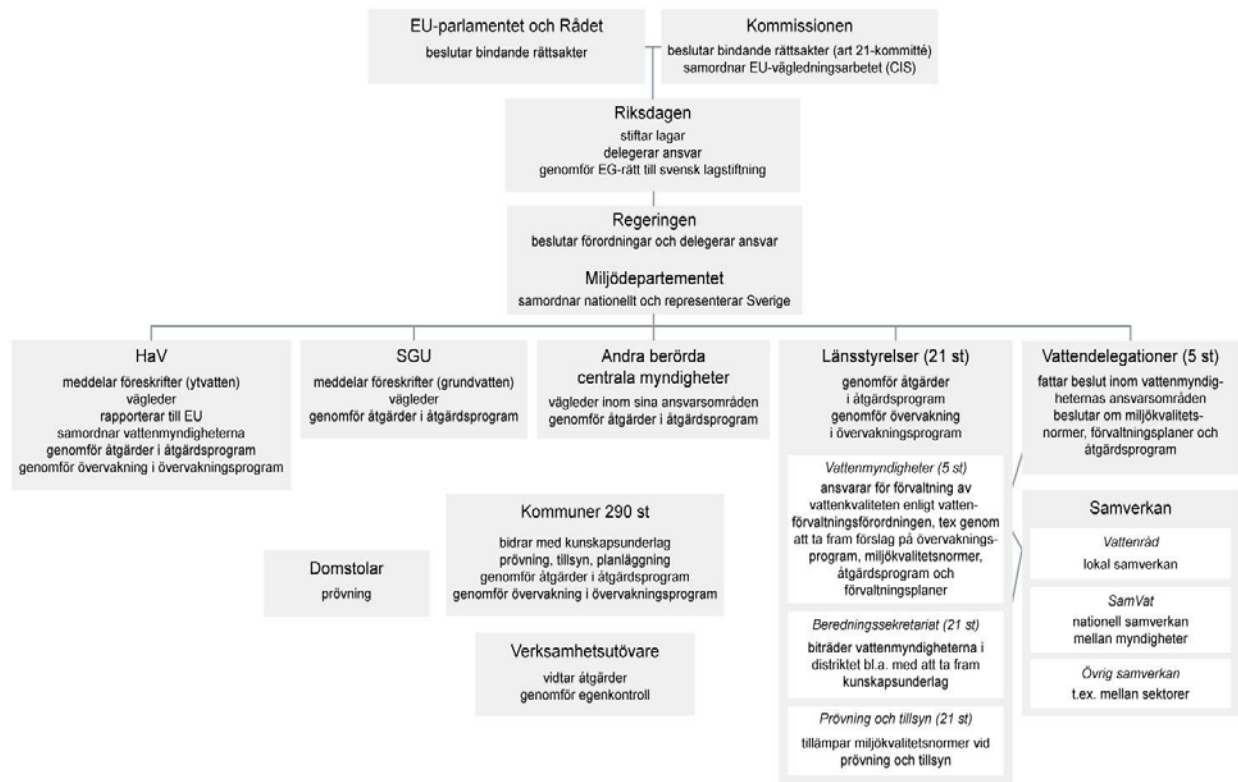 EU-parlamentet och Rådet
beslutar bindande rättsakter
Kommissionen
beslutar bindande rättsakter (art 21-kommitté)
samordnar EU-vägledningsarbetet (CIS)
Riksdagen
stiftar lagar
delegerar ansvar
genomför EG-rätt till svensk lagstiftning
Regeringen
beslutar förordningar och delegerar ansvar
Miljödepartementet
samordnar nationellt och representerar Sverige
HaV
meddelar föreskrifter (ytvatten)
vägleder
rapporterar till EU
samordnar vattenmyndigheterna
genomför åtgärder i åtgärdsprogram
genomför övervakning i övervakningsprogram
SGU
meddelar föreskrifter (grundvatten)
vägleder
genomför åtgärder i åtgärdsprogram
Andra berörda
centrala myndigheter
vägleder inom sina ansvarsområden
genomför åtgärder i åtgärdsprogram
Länsstyrelser (21 st)
genomför åtgärder
i åtgärdsprogram
genomför övervakning
i övervakningsprogram
Vattenmyndigheter (5 st)
ansvarar för förvaltning av
vattenkvaliteten enligt vatten-
förvaltningsförordningen, tex genom
att ta fram förslag på övervaknings-
program, miljökvalitetsnormer,
åtgärdsprogram och
förvaltningsplaner
Beredningssekretariat (21 st)
biträder vattenmyndigheterna i
distriktet bl.a. med att ta fram
kunskapsunderlag
Prövning och tillsyn (21 st)
tillämpar miljökvalitetsnormer vid
prövning och tillsyn
Vattendelegationer (5 st)
fattar beslut inom vattenmyndig-
heternas ansvarsområden
beslutar om miljökvalitets-
normer, förvaltningsplaner och
åtgärdsprogram
Samverkan
Vattenråd
lokal samverkan
SamVat
nationell samverkan
mellan myndigheter
Övrig samverkan
t.ex. mellan sektorer
Kommuner 290 st
bidrar med kunskapsunderlag
prövning, tillsyn, planläggning
genomför åtgärder i åtgärdsprogram
genomför övervakning i övervakningsprogram
Domstolar
prövning
Verksamhetsutövare
vidtar åtgärder
genomför egenkontroll